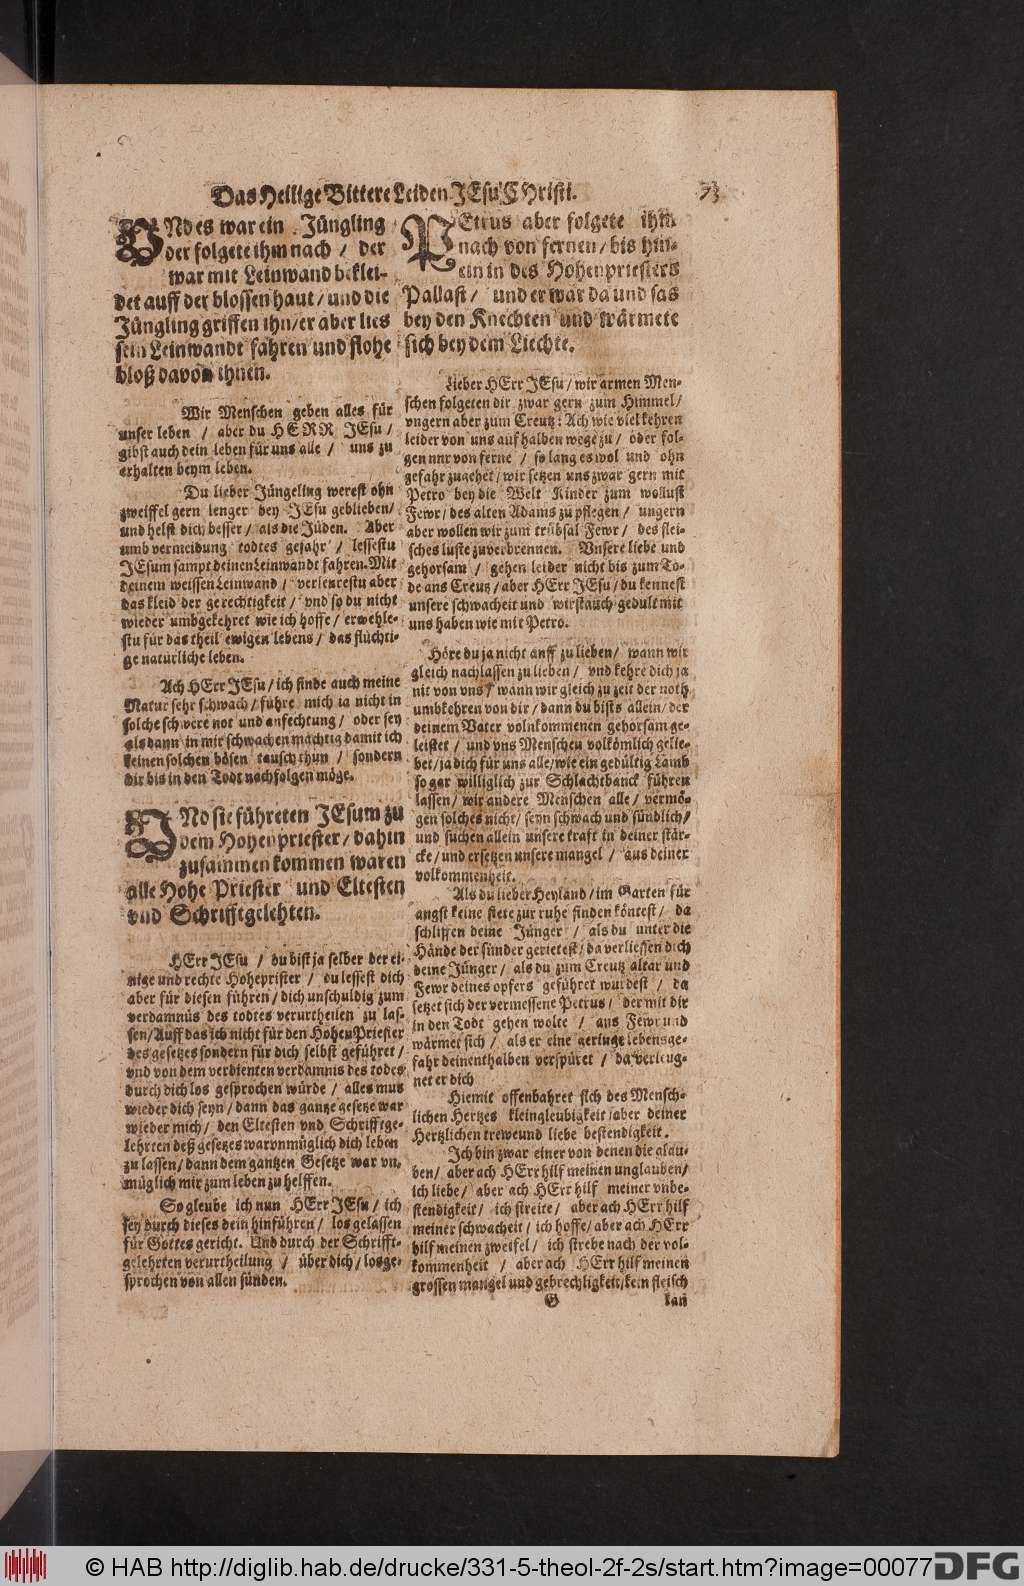 Das Heilige Bittere Leiden JEsu CHristi. 73
VNd es war ein Jüngling
der folgete ihm nach / der
war mit Leinwand beklei-
det auff der blossen haut / und die
Jüngling griffen ihn / er aber lies
sein Leinwandt fahren und flohe
bloß davon ihnen.
Wir Menschen geben alles für
unser leben / aber du HERR JEsu /
gibst auch dein leben für uns alle / uns zu
erhalten beym leben.
Du lieber Jüngeling werest ohn
zweiffel gern lenger bey JEsu geblieben /
und helst dich besser / als die Jüden. Aber
umb vermeidung todtes gefahr / lessestu
JEsum sampt deinen Leinwandt fahren. Mit
deinem weissen Leinwand / verleurestu aber
das kleid der gerechtigkeit / vnd so du nicht
wieder umbgekehret wie ich hoffe / erwehle-
stu für das theil ewigen lebens / das flüchti-
ge natürliche leben.
Ach HErr JEsu / ich finde auch meine
Natur sehr schwach / führe mich ja nicht in
solche schwere not und anfechtung / oder sey
als dann in mir schwachen mächtig damit ich
keinen solchen bösen tausch thun / sondern
dir bis in den Todt nachfolgen möge.
VNd sie führeten JEsum zu
dem Hohenpriester / dahin
zusammen kommen waren
alle Hohe Priester und Eltesten
vnd Schrifftgelehten.
HErr JEsu / du bist ja selber der ei-
nige und rechte Hoheprister / du lessest dich
aber für diesen führen / dich unschuldig zum
verdamnüs des todtes verurtheilen zu las-
sen / Auff das ich nicht für den Hohen Priester
des gesetzes sondern für dich selbst geführet /
vnd von dem verdienten verdamnis des todes
durch dich los gesprochen würde / alles mus
wieder dich seyn / dann das gantze gesetze war
wieder mich / den Eltesten vnd Schrifftge-
lehrten deß gesetzes war vnmüglich dich leben
zu lassen / dann dem gantzen Gesetze war vn-
müglich mir zum leben zu helffen.
So gleube ich nun HErr JEsu / ich
sey durch dieses dein hinführen / los gelassen
für Gottes gericht. Und durch der Schrifft-
gelehrten verurtheilung / über dich / losge-
sprochen von allen sünden.
PEtrus aber folgete ihm
nach von fernen / bis hin-
ein in des Hohenpriesters
Pallast / und er war da und sas
bey den Knechten und wärmete
sich bey dem Liechte.
Lieber HErr JEsu / wir armen Men-
schen folgeten dir zwar gern zum Himmel /
vngern aber zum Creutz: Ach wie viel kehren
leider von uns auf halben wege zu / oder fol-
gen nur von ferne / so lang es wol und ohn
gefahr zugehet / wir setzen uns zwar gern mit
Petro bey die Welt Kinder zum wollust
Fewr / des alten Adams zu pflegen / ungern
aber wollen wir zum trübsal Fewr / des flei-
sches lüste zuverbrennen. Unsere liebe und
gehorsam / gehen leider nicht bis zum To-
de ans Creutz / aber HErr JEsu / du kennest
unsere schwacheit und wirst auch gedult mit
uns haben wie mit Petro.
Höre du ja nicht auff zu lieben / wann wir
gleich nachlassen zu lieben / vnd kehre dich ja
nit von vns / wann wir gleich zu zeit der noth
umbkehren von dir / dann du bists allein / der
deinem Vater volnkommenen gehorsam ge-
leistet / und vns Menschen volkömlich gelie-
bet / ja dich für uns alle / wie ein gedültig Lamb
so gar williglich zur Schlachtbanck führen
lassen / wir andere Menschen alle / vermö-
gen solches nicht / seyn schwach und sündlich /
und suchen allein unsere kraft in deiner stär-
cke / und ersetzen unsere mangel / aus deiner
volkommenheit.
Als du lieber Heyland / im Garten für
angst keine stete zur ruhe finden köntest / da
schlieffen deine Jünger / als du unter die
Hände der sünder gerietest / da verliessen dich
deine Jünger / als du zum Creutz altar und
Fewr deines opfers geführet wurdest / da
setzet sich der vermessene Petrus / der mit dir
in den Todt gehen wolte / ans Fewr und
wärmet sich / als er eine geringe lebensge-
fahr deinenthalben verspüret / da verleug-
net er dich
Hiemit offenbahret sich des Mensch-
lichen Hertzes kleingleubigkeit / aber deiner
Hertzlichen trewe und liebe bestendigkeit.
Ich bin zwar einer von denen die glau-
ben / aber ach HErr hilf meinen unglauben /
ich liebe / aber ach HErr hilf meiner vnbe-
stendigkeit / ich streite / aber ach HErr hilf
meiner schwacheit / ich hoffe / aber ach HErr
hilf meinen zweifel / ich strebe nach der vol-
kommenheit / aber ach HErr hilf meinen
grossen mangel und gebrechligkeit / kein fleisch
G kan
© HAB http://diglib.hab.de/drucke/331-5-theol-2f-2s/start.htm?image=00077
DFG